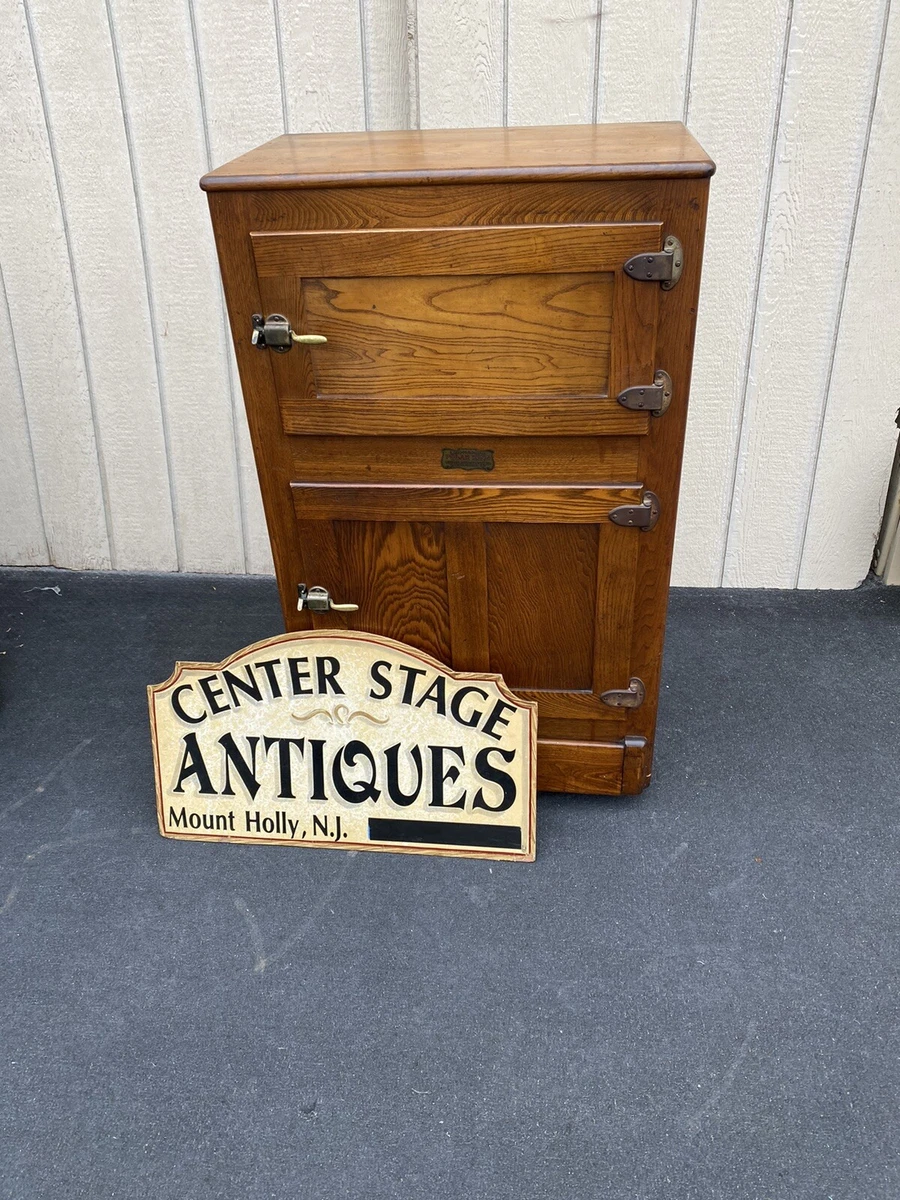 CENTER STAGE
ANTIQUES
Mount Holly, N.J.